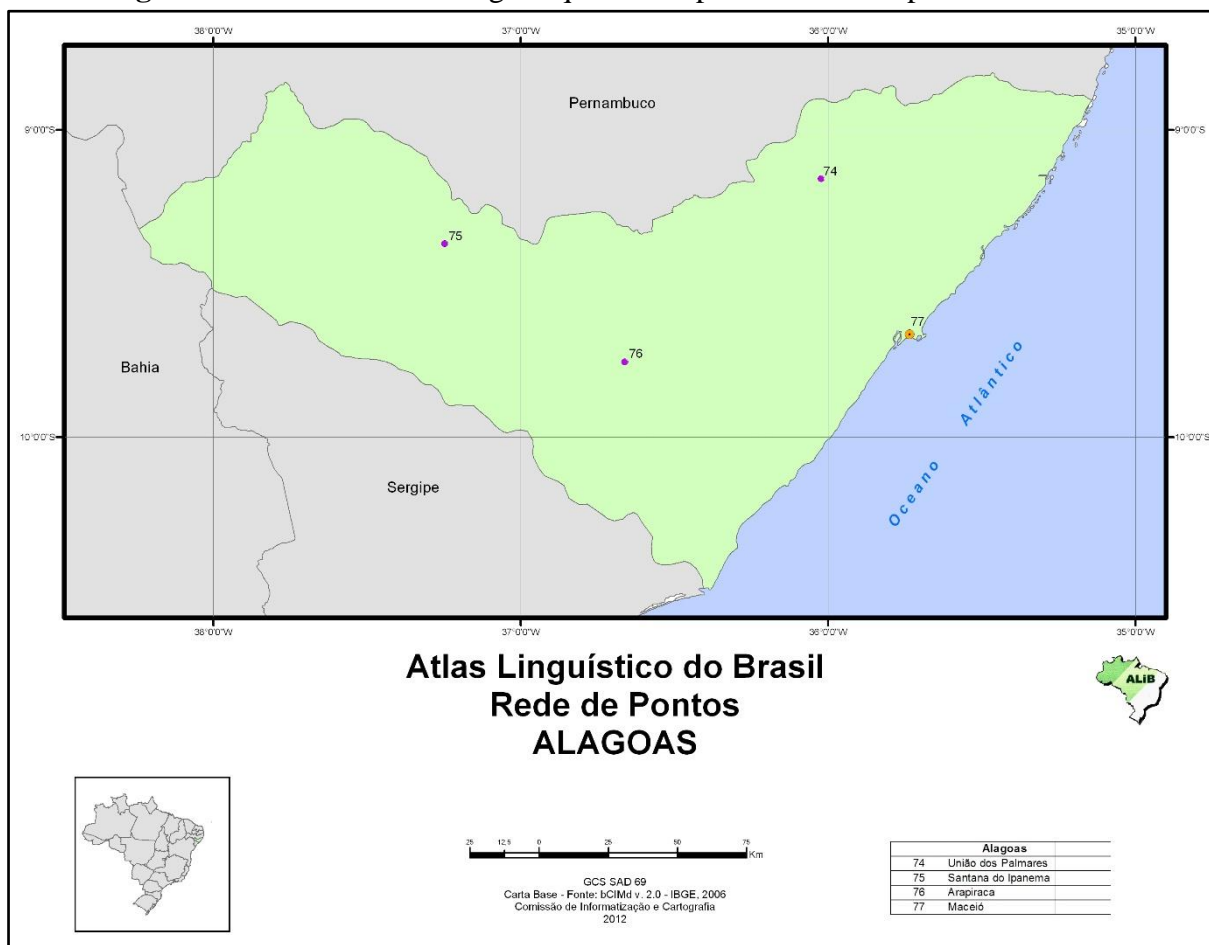 38°0'0"W 37°0'0"W 36°0'0"W 35°0'0"W
Pernambuco
9°0'0"S 9°0'0"S
74
75
77
76
Bahia
Oceano Atlântico
10°0'0"S 10°0'0"S
Sergipe
38°0'0"W 37°0'0"W 36°0'0"W 35°0'0"W
Atlas Linguístico do Brasil
Rede de Pontos
ALAGOAS
ALiB
25 12,5 0 25 50 75
Km
GCS SAD 69
Carta Base - Fonte: bCIMd v. 2.0 - IBGE, 2006
Comissão de Informatização e Cartografia
2012
Alagoas
74 União dos Palmares
75 Santana do Ipanema
76 Arapiraca
77 Maceió